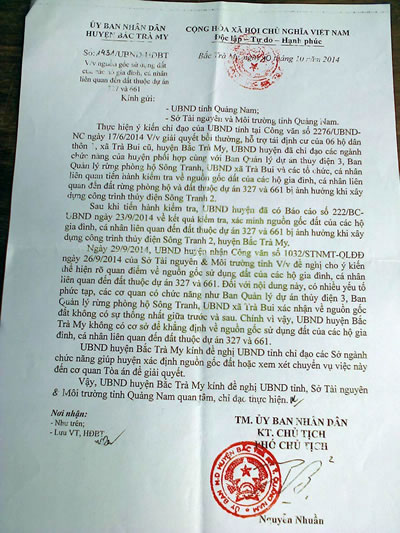 ỦY BAN NHÂN DÂN
HUYỆN BẮC TRÀ MY
CỘNG HÒA XÃ HỘI CHỦ NGHĨA VIỆT NAM
Độc lập – Tự do – Hạnh phúc
Số: /UBND-HĐBT
Bắc Trà My, ngày 30 tháng 10 năm 2014
V/v nguồn gốc sử dụng đất
của các hộ gia đình, cá nhân
liên quan đến đất thuộc dự án
327 và 661
Kính gửi:
- UBND tỉnh Quảng Nam;
- Sở Tài nguyên và Môi trường tỉnh Quảng Nam.
Thực hiện ý kiến chỉ đạo của UBND tỉnh tại Công văn số 2276/UBND-
NC ngày 17/6/2014 V/v giải quyết bồi thường, hỗ trợ tái định cư của 06 hộ dân
thôn 1, xã Trà Bui cũ, huyện Bắc Trà My, UBND huyện đã chỉ đạo các ngành
chức năng của huyện phối hợp cùng với Ban Quản lý dự án thủy điện 3, Ban
Quản lý rừng phòng hộ Sông Tranh, UBND xã Trà Bui và các tổ chức, cá nhân
liên quan tiến hành kiểm tra về nguồn gốc đất của các hộ gia đình, cá nhân liên
quan đến đất rừng phòng hộ và đất thuộc dự án 327 và 661 bị ảnh hưởng khi xây
dựng công trình thủy điện Sông Tranh 2.
Sau khi tiến hành kiểm tra, UBND huyện đã có Báo cáo số 222/BC-
UBND ngày 23/9/2014 về kết quả kiểm tra, xác minh nguồn gốc đất của các hộ
gia đình, cá nhân liên quan đến đất thuộc dự án 327 và 661 bị ảnh hưởng khi xây
dựng công trình thủy điện Sông Tranh 2, huyện Bắc Trà My.
Ngày 29/9/2014, UBND huyện nhận Công văn số 1032/STNMT-QLĐĐ
ngày 26/9/2014 của Sở Tài nguyên & Môi trường tỉnh V/v đề nghị cho ý kiến
thể hiện rõ quan điểm về nguồn gốc sử dụng đất của các hộ gia đình, cá nhân
liên quan đến đất thuộc dự án 327 và 661. Đối với nội dung này, có nhiều yếu tố
phức tạp, các cơ quan có chức năng như Ban Quản lý dự án thủy điện 3, Ban
Quản lý rừng phòng hộ Sông Tranh, UBND xã Trà Bui xác nhận về nguồn gốc
đất không có sự thống nhất giữa trước và sau. Chính vì vậy, UBND huyện Bắc
Trà My không có cơ sở để khẳng định về nguồn gốc sử dụng đất của các hộ gia
đình, cá nhân liên quan đến đất thuộc dự án 327 và 661.
UBND huyện Bắc Trà My kính đề nghị UBND tỉnh chỉ đạo các Sở ngành
chức năng giúp huyện xác định nguồn gốc đất hoặc xem xét chuyển vụ việc này
đến cơ quan Tòa án để giải quyết.
Vậy, UBND huyện Bắc Trà My kính đề nghị UBND tỉnh, Sở Tài nguyên
& Môi trường tỉnh Quảng Nam quan tâm, chỉ đạt thực hiện.
Nơi nhận:
- Như trên;
- Lưu VT, HĐBT
TM. ỦY BAN NHÂN DÂN
KT. CHỦ TỊCH
PHÓ CHỦ TỊCH
Nguyễn Nhuần